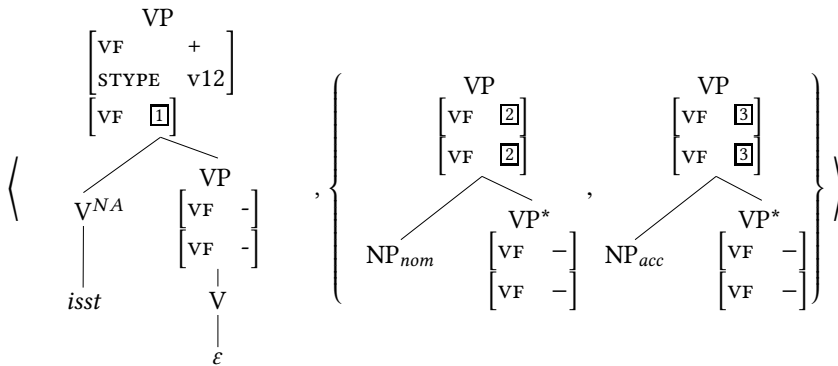 VP
[VF +
STYPE v12]
[VF 1]
VP
[VF 2]
[VF 2]
VP
[VF 3]
[VF 3]
⟨ V^NA VP , { NP_nom VP* , NP_acc VP* } ⟩
[VF -]
[VF -]
[VF −]
[VF −]
[VF −]
[VF −]
isst V
ε